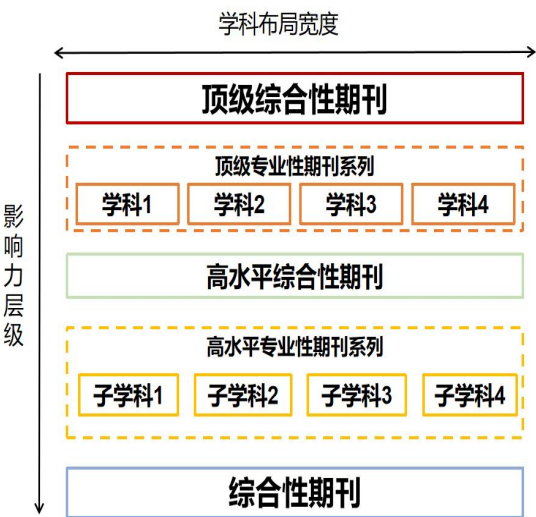 学科布局宽度
顶级综合性期刊
顶级专业性期刊系列
学科1 学科2 学科3 学科4
影响力层级
高水平综合性期刊
高水平专业性期刊系列
子学科1 子学科2 子学科3 子学科4
综合性期刊